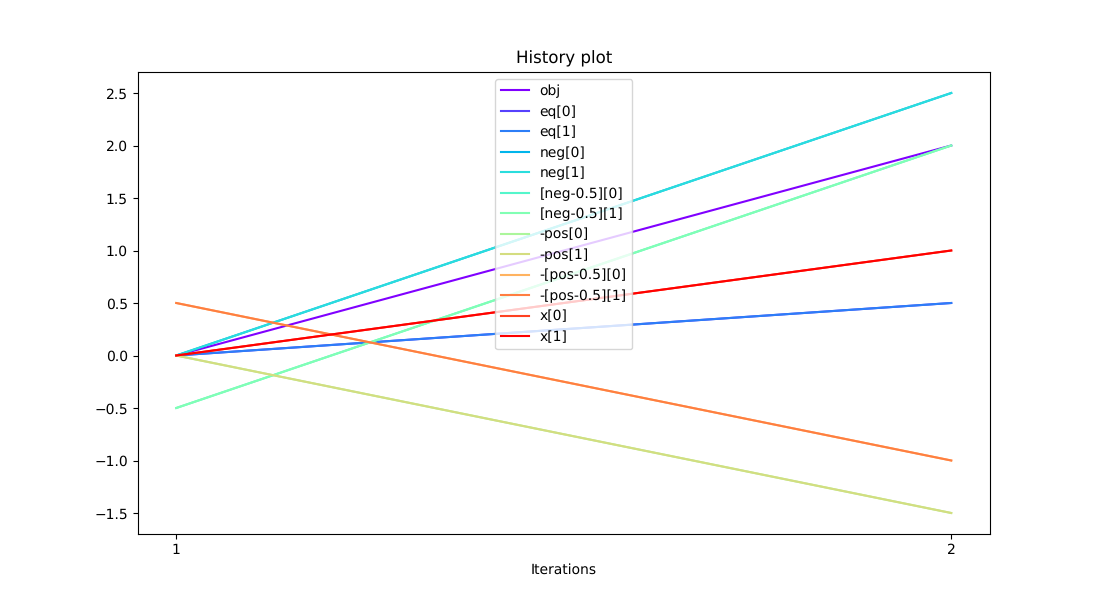 History plot
2.5
2.0
1.5
1.0
0.5
0.0
−0.5
−1.0
−1.5
obj
eq[0]
eq[1]
neg[0]
neg[1]
[neg-0.5][0]
[neg-0.5][1]
-pos[0]
-pos[1]
-[pos-0.5][0]
-[pos-0.5][1]
x[0]
x[1]
1 2
Iterations